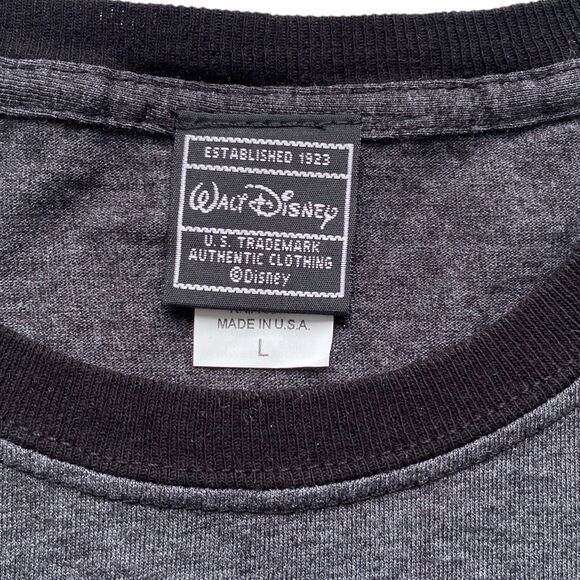 ESTABLISHED 1923
WALT DISNEY
U.S. TRADEMARK
AUTHENTIC CLOTHING
©DISNEY
MADE IN U.S.A.
L